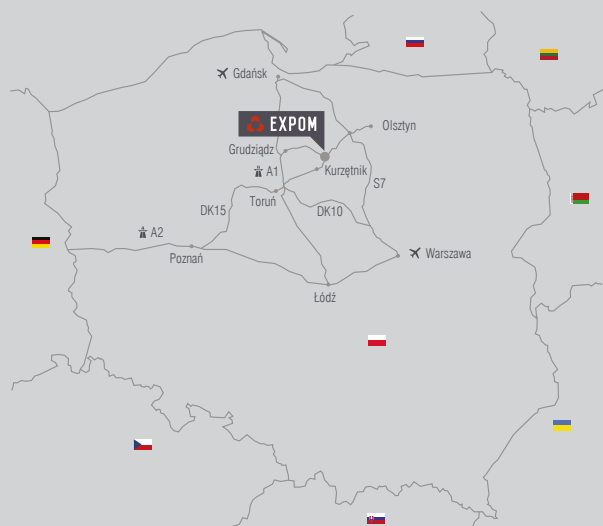 Gdańsk
EXPOM
Olsztyn
Grudziądz
A1
Kurzętnik
S7
Toruń
DK15
DK10
A2
Poznań
Warszawa
Łódź